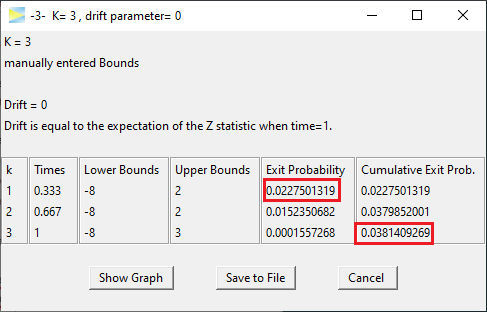 -3- K= 3 , drift parameter= 0
K = 3
manually entered Bounds
Drift = 0
Drift is equal to the expectation of the Z statistic when time=1.
k Times Lower Bounds Upper Bounds Exit Probability Cumulative Exit Prob.
1 0.333 -8 2 0.0227501319 0.0227501319
2 0.667 -8 2 0.0152350682 0.0379852001
3 1 -8 3 0.0001557268 0.0381409269
Show Graph Save to File Cancel